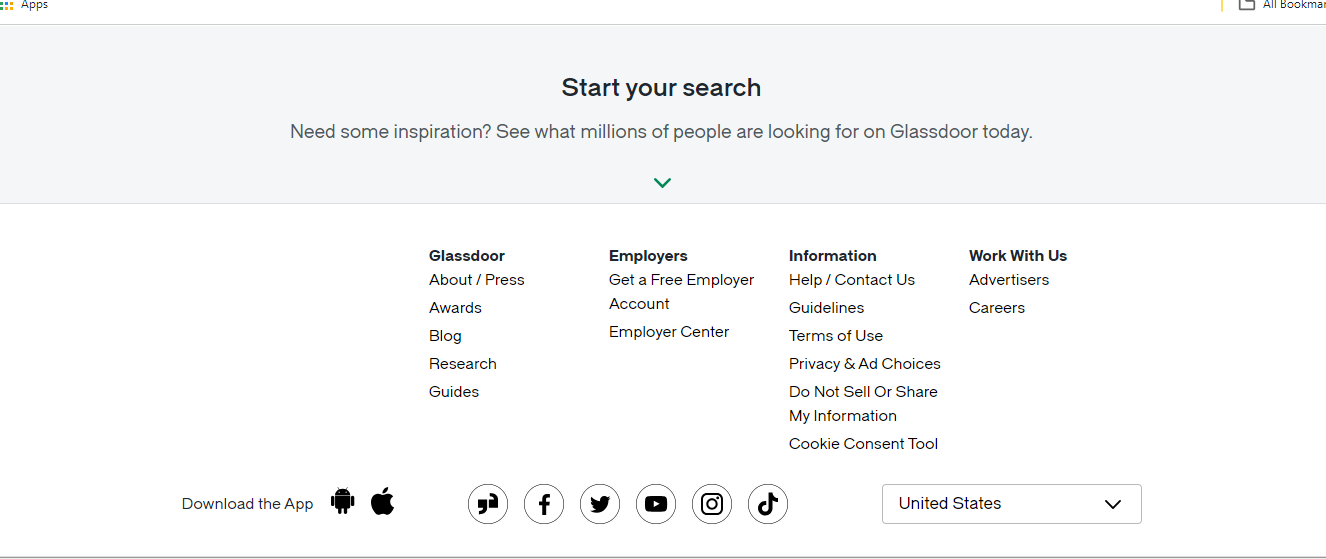 Apps
All Bookmar
Start your search
Need some inspiration? See what millions of people are looking for on Glassdoor today.
Glassdoor
About / Press
Awards
Blog
Research
Guides
Employers
Get a Free Employer
Account
Employer Center
Information
Help / Contact Us
Guidelines
Terms of Use
Privacy & Ad Choices
Do Not Sell Or Share
My Information
Cookie Consent Tool
Work With Us
Advertisers
Careers
Download the App
United States